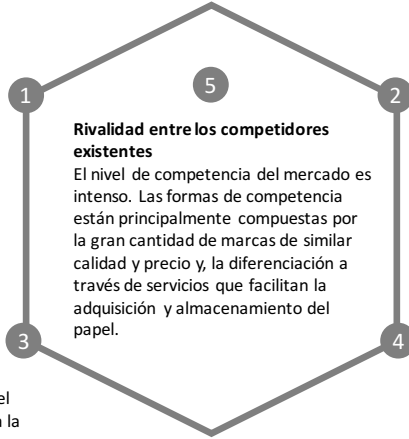 5
1
2
Rivalidad entre los competidores
existentes
El nivel de competencia del mercado es
intenso. Las formas de competencia
están principalmente compuestas por
la gran cantidad de marcas de similar
calidad y precio y, la diferenciación a
través de servicios que facilitan la
adquisición y almacenamiento del
papel.
3
4
el
la